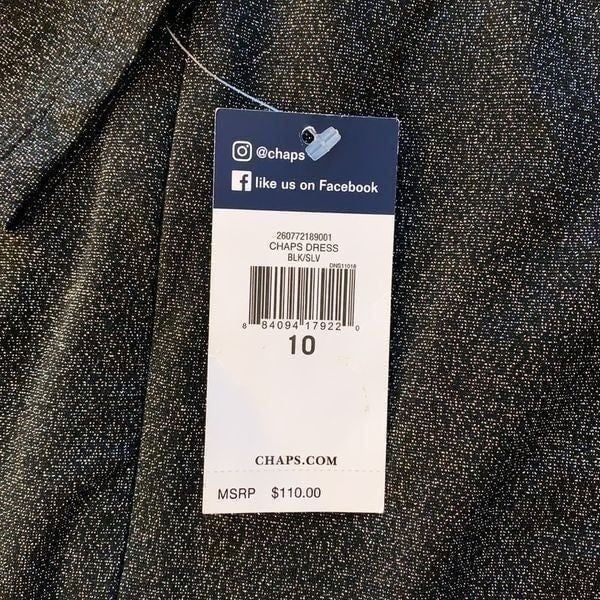 @chaps
f like us on Facebook
260772189001
CHAPS DRESS
BLK/SLV
DNS11018
8 84094 17922 0
10
CHAPS.COM
MSRP $110.00